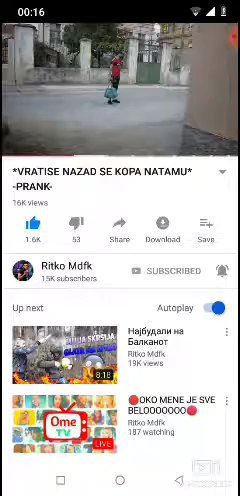 00:16
*VRATISE NAZAD SE KOPA NATAMU*
-PRANK-
16K views
1.6K
53
Share
Download
Save
Ritko Mdfk
15K subscribers
SUBSCRIBED
Up next
Autoplay
8:18
Најбудали на
Балканот
Ritko Mdfk
19K views
Ome
TV
LIVE
🔴OKO MENE JE SVE
BELOOOOOOO🔴
Ritko Mdfk
187 watching